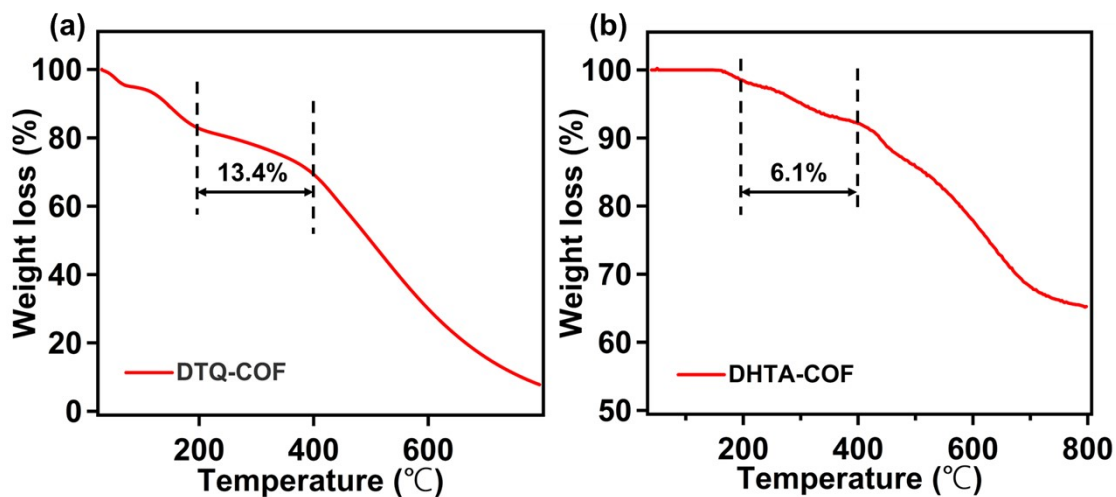 (a)
Weight loss (%)
100
80
60
40
20
0
13.4%
DTQ-COF
200
400
600
Temperature (℃)
(b)
Weight loss (%)
100
90
80
70
60
50
6.1%
DHTA-COF
200
400
600
800
Temperature (℃)